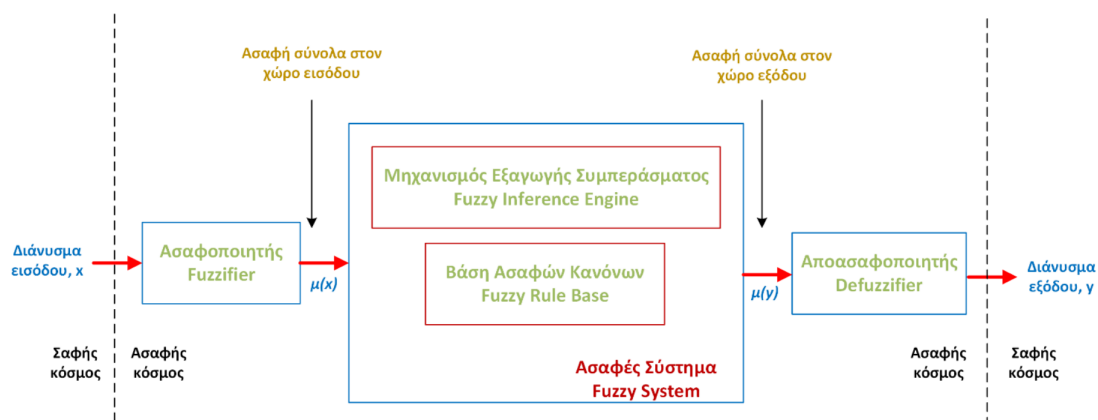 Ασαφή σύνολα στον
χώρο εισόδου
Ασαφή σύνολα στον
χώρο εξόδου
Μηχανισμός Εξαγωγής Συμπεράσματος
Fuzzy Inference Engine
Διάνυσμα
εισόδου, x
Ασαφοποιητής
Fuzzifier
μ(x)
Βάση Ασαφών Κανόνων
Fuzzy Rule Base
μ(y)
Αποασαφοποιητής
Defuzzifier
Διάνυσμα
εξόδου, y
Σαφής
κόσμος
Ασαφής
κόσμος
Ασαφές Σύστημα
Fuzzy System
Ασαφής
κόσμος
Σαφής
κόσμος